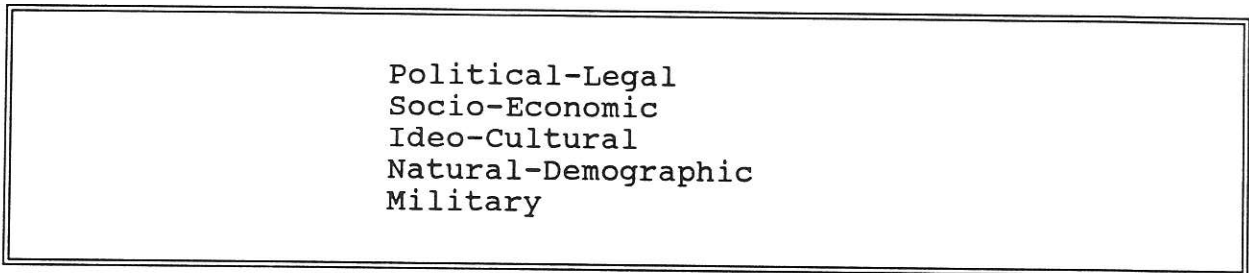 Political-Legal
Socio-Economic
Ideo-Cultural
Natural-Demographic
Military